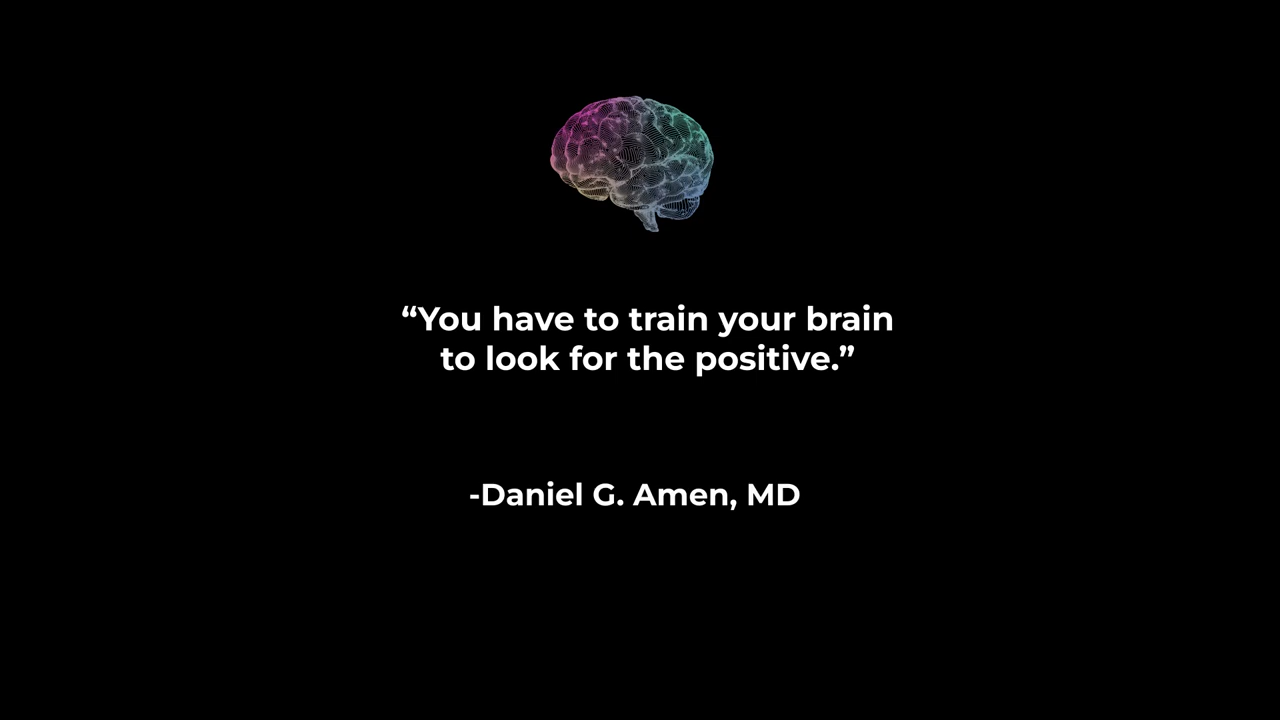 “You have to train your brain
to look for the positive.”
-Daniel G. Amen, MD